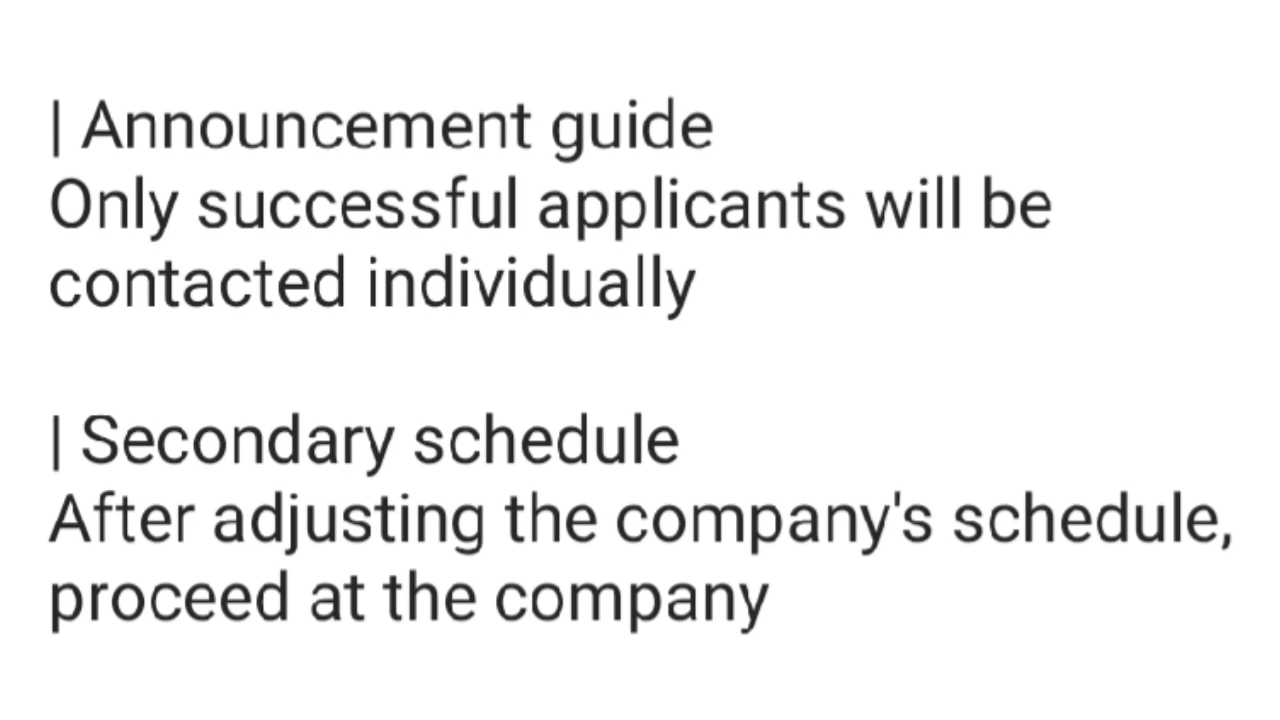 | Announcement guide
Only successful applicants will be
contacted individually
| Secondary schedule
After adjusting the company's schedule,
proceed at the company